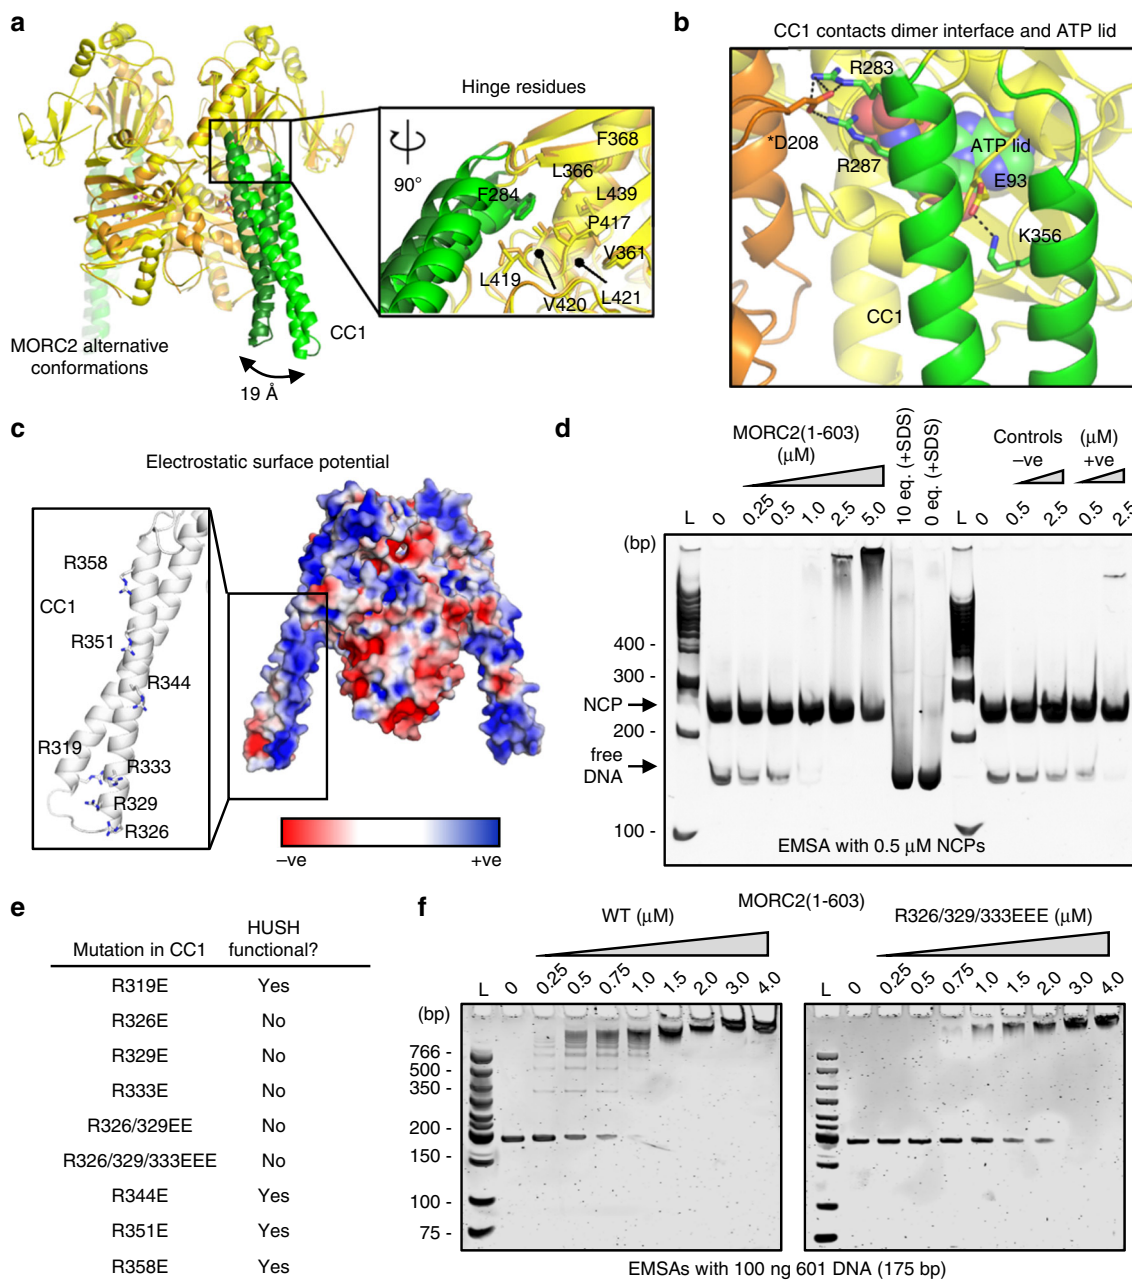 a
Hinge residues
90°
F368
L366
F284
L439
P417
V361
L419
V420
L421
CC1
MORC2 alternative
conformations
19 Å
b
CC1 contacts dimer interface and ATP lid
R283
*D208
ATP lid
R287
E93
K356
CC1
c
Electrostatic surface potential
R358
CC1
R351
R344
R319
R333
R329
R326
–ve
+ve
d
MORC2(1-603)
(μM)
10 eq. (+SDS)
0 eq. (+SDS)
Controls (μM)
–ve +ve
L 0 0.25 0.5 1.0 2.5 5.0 L 0 0.5 2.5 0.5 2.5
(bp)
400 -
300 -
NCP
200 -
free
DNA
100 -
EMSA with 0.5 μM NCPs
e
Mutation in CC1 HUSH functional?
R319E Yes
R326E No
R329E No
R333E No
R326/329EE No
R326/329/333EEE No
R344E Yes
R351E Yes
R358E Yes
f
MORC2(1-603)
WT (μM) R326/329/333EEE (μM)
L 0 0.25 0.5 0.75 1.0 1.5 2.0 3.0 4.0 L 0 0.25 0.5 0.75 1.0 1.5 2.0 3.0 4.0
(bp)
766 -
500 -
350 -
200 -
150 -
100 -
75 -
EMSAs with 100 ng 601 DNA (175 bp)